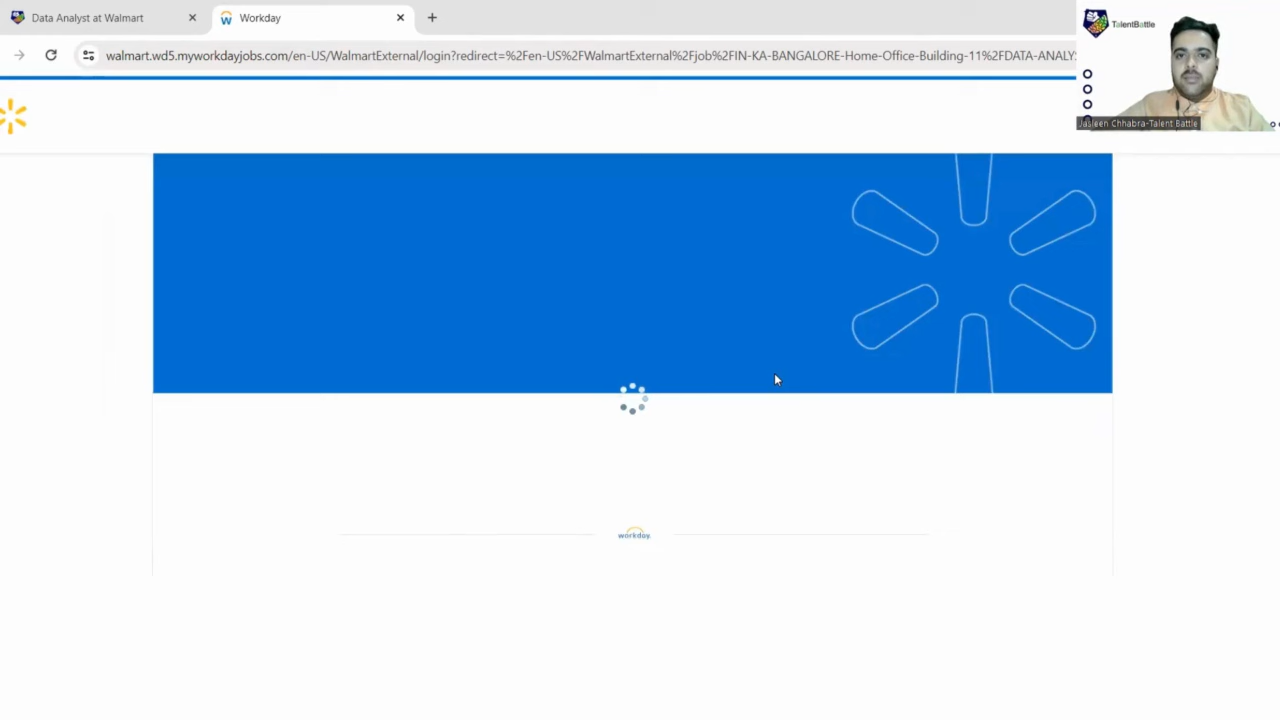 Data Analyst at Walmart
Workday
walmart.wd5.myworkdayjobs.com/en-US/WalmartExternal/login?redirect=%2Fen-US%2FWalmartExternal%2Fjob%2FIN-KA-BANGALORE-Home-Office-Building-11%2FDATA-ANALY
TalentBattle
Jasleen Chhabra-Talent Battle
workday.